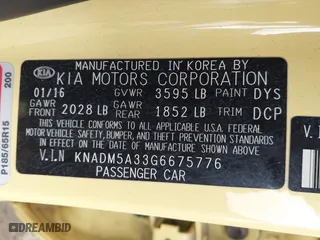 MANUFACTURED IN KOREA BY
KIA
KIA MOTORS CORPORATION
01/16 GVWR 3595 LB PAINT DYS
GAWR FRONT 2028 LB GAWR REAR 1852 LB TRIM DCP
THIS VEHICLE CONFORMS TO ALL APPLICABLE
FEDERAL MOTOR VEHICLE SAFETY, BUMPER, AND
THEFT PREVENTION STANDARDS IN EFFECT ON
THE DATE OF MANUFACTURE SHOWN ABOVE.
V.I.N KNADM5A33G6675776
PASSENGER CAR
P185/65R15
200
V.I